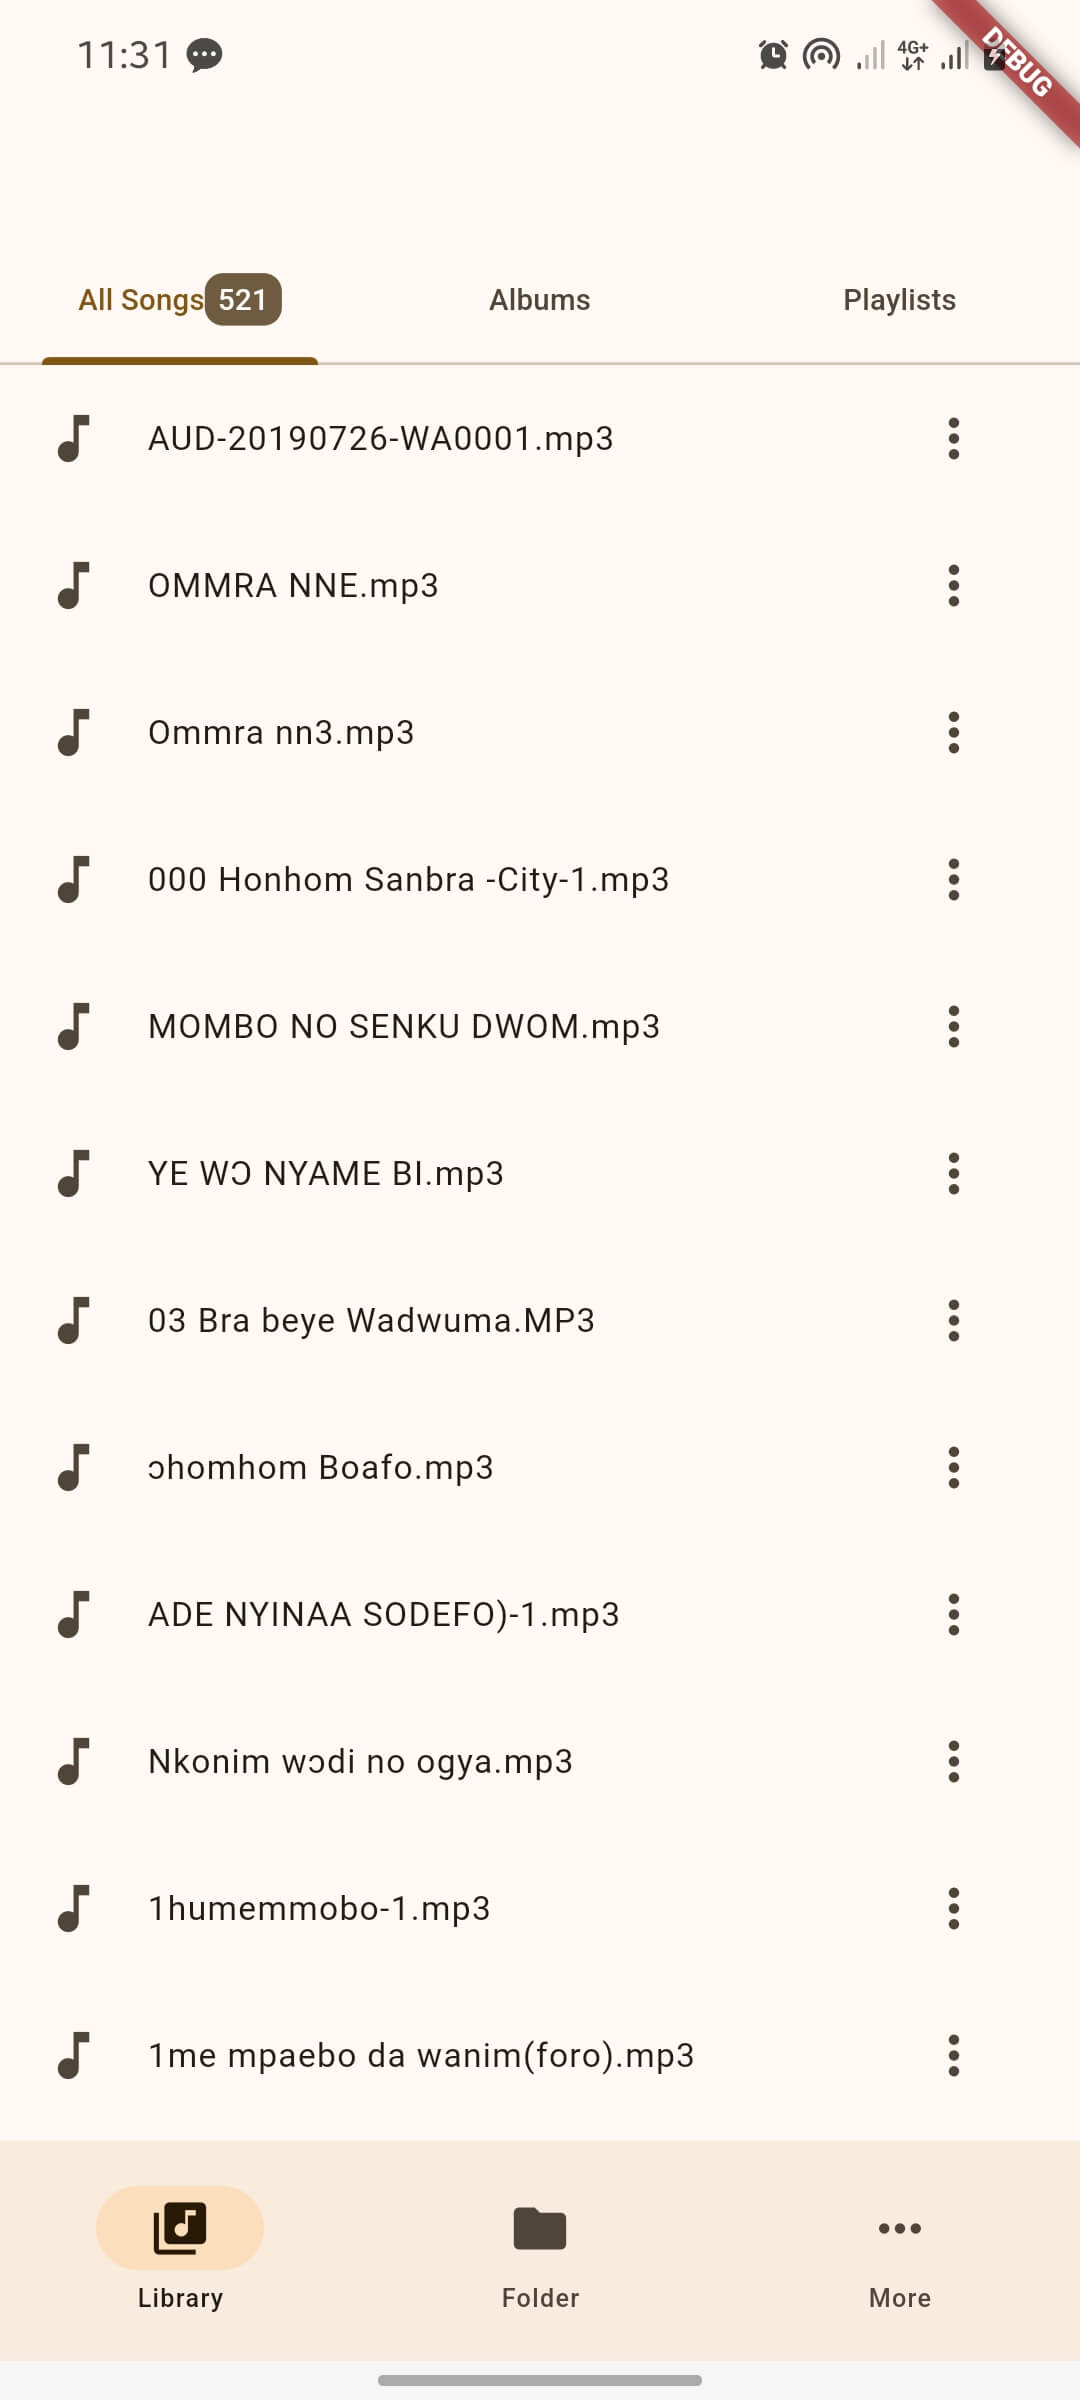 11:31
4G+
DEBUG
All Songs 521
Albums
Playlists
AUD-20190726-WA0001.mp3
OMMRA NNE.mp3
Ommra nn3.mp3
000 Honhom Sanbra -City-1.mp3
MOMBO NO SENKU DWOM.mp3
YE WƆ NYAME BI.mp3
03 Bra beye Wadwuma.MP3
ɔhomhom Boafo.mp3
ADE NYINAA SODEFO)-1.mp3
Nkonim wɔdi no ogya.mp3
1humemmobo-1.mp3
1me mpaebo da wanim(foro).mp3
Library
Folder
More